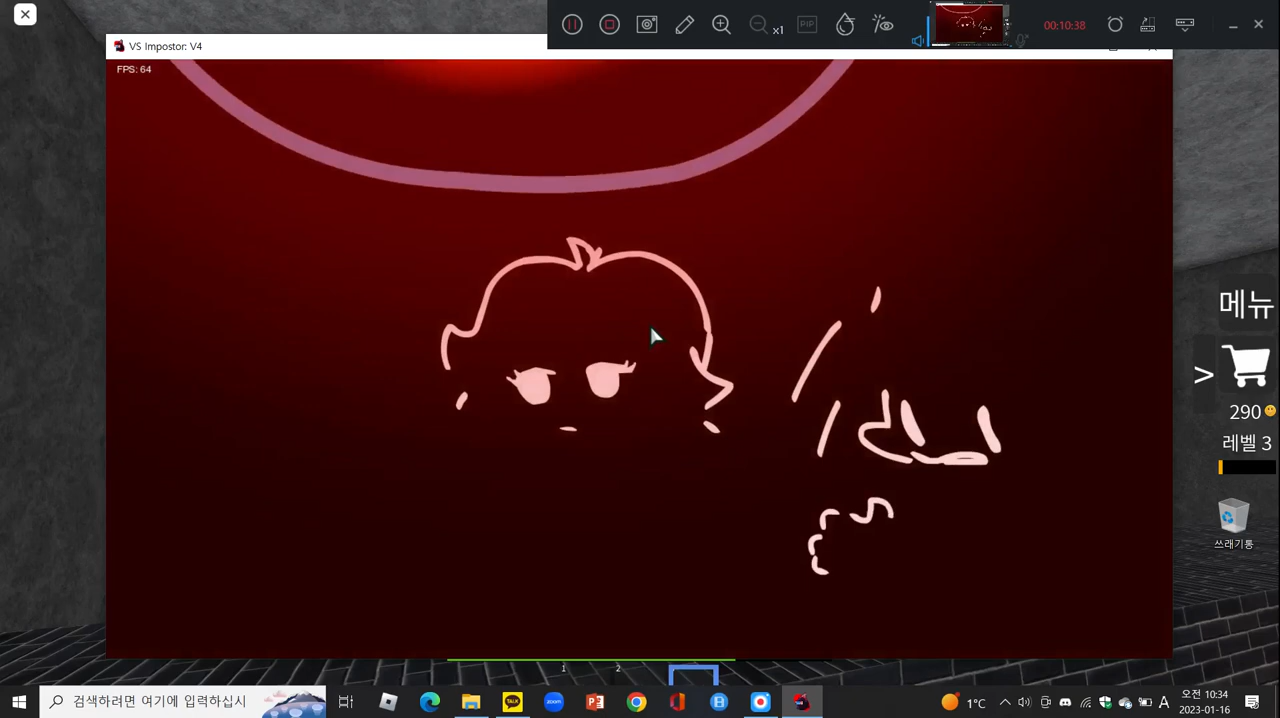 VS Impostor: V4
x1
PIP
00:10:38
FPS: 64
메뉴
>
290
레벨 3
쓰레기통
1
2
검색하려면 여기에 입력하십시
zoom
1°C
A
오전 10:34
2023-01-16